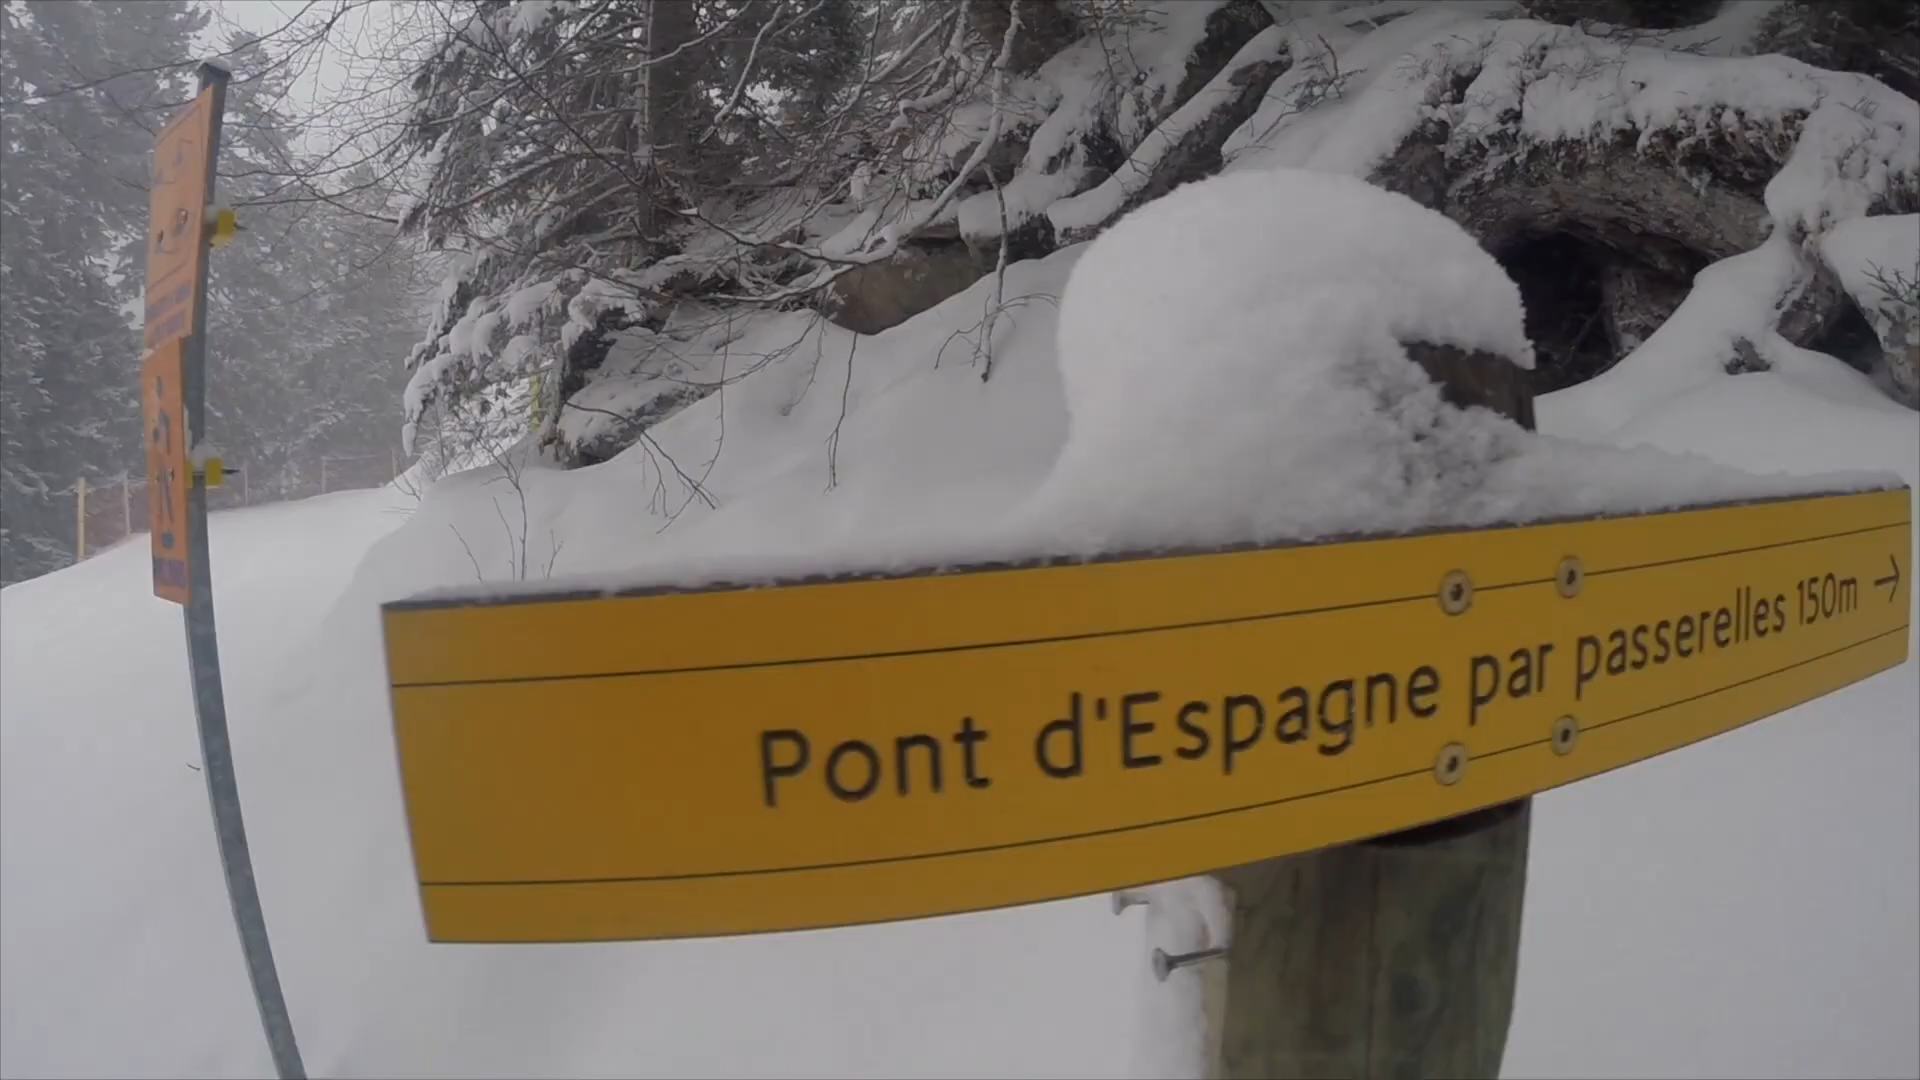 Pont d'Espagne par passerelles 150m →